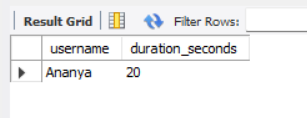 Result Grid Filter Rows:
username duration_seconds
Ananya 20